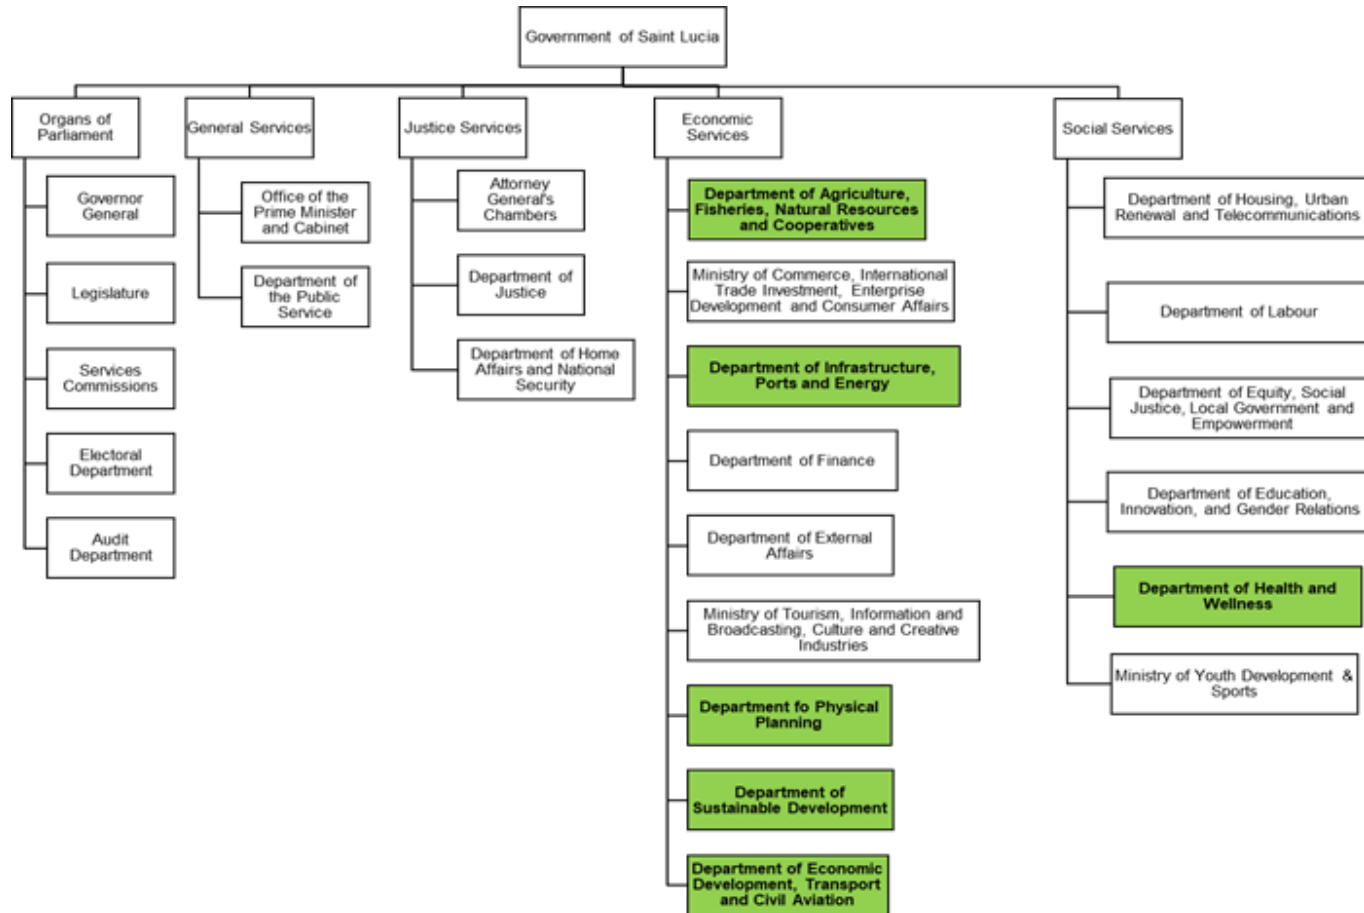 Government of Saint Lucia
Organs of
Parliament
General Services
Justice Services
Economic
Services
Social Services
Governor
General
Legislature
Services
Commissions
Electoral
Department
Audit
Department
Office of the
Prime Minister
and Cabinet
Department of
the Public
Service
Attorney
General's
Chambers
Department of
Justice
Department of Home
Affairs and National
Security
Department of Agriculture,
Fisheries, Natural Resources
and Cooperatives
Ministry of Commerce, International
Trade Investment, Enterprise
Development and Consumer Affairs
Department of Infrastructure,
Ports and Energy
Department of Finance
Department of External
Affairs
Ministry of Tourism, Information and
Broadcasting, Culture and Creative
Industries
Department fo Physical
Planning
Department of
Sustainable Development
Department of Economic
Development, Transport
and Civil Aviation
Department of Housing, Urban
Renewal and Telecommunications
Department of Labour
Department of Equity, Social
Justice, Local Government and
Empowerment
Department of Education,
Innovation, and Gender Relations
Department of Health and
Wellness
Ministry of Youth Development &
Sports